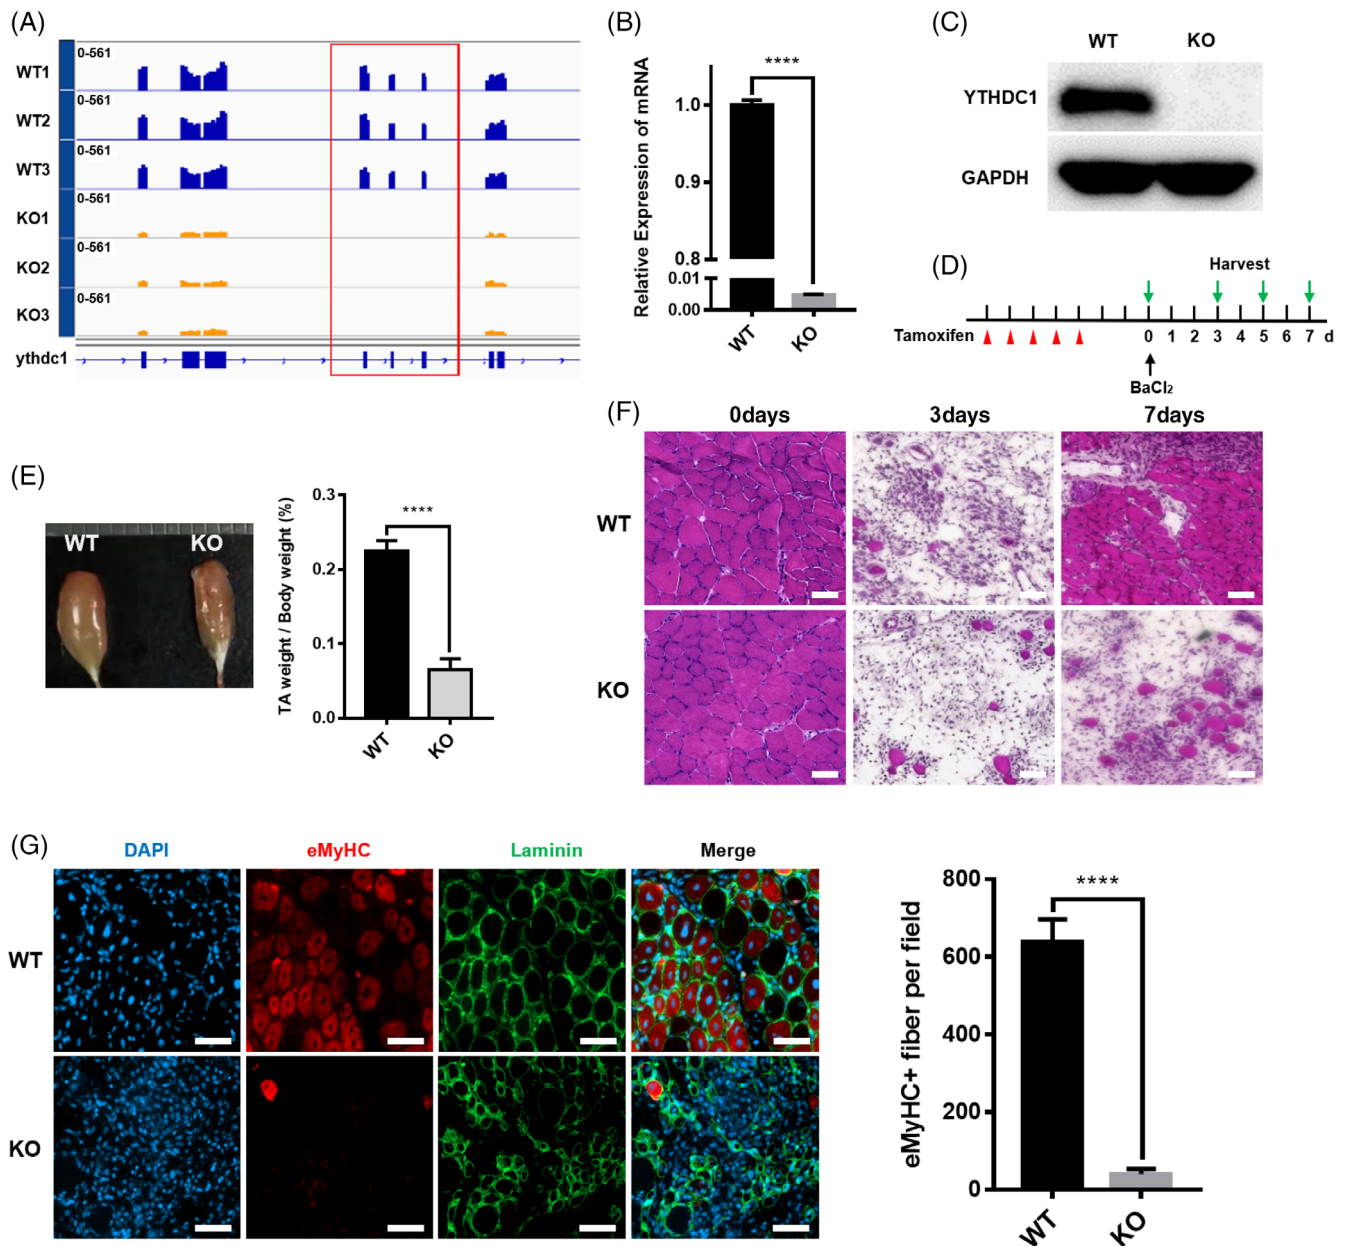 (A)
0-561
WT1
0-561
WT2
0-561
WT3
0-561
KO1
0-561
KO2
0-561
KO3
ythdc1
(B)
Relative Expression of mRNA
****
1.0
0.9
0.8
0.01
0.00
WT
KO
(C)
WT KO
YTHDC1
GAPDH
(D)
Harvest
Tamoxifen
0 1 2 3 4 5 6 7 d
BaCl₂
(E)
WT KO
TA weight / Body weight (%)
****
0.3
0.2
0.1
0.0
WT
KO
(F)
0days 3days 7days
WT
KO
(G)
DAPI eMyHC Laminin Merge
WT
KO
eMyHC+ fiber per field
****
800
600
400
200
0
WT
KO